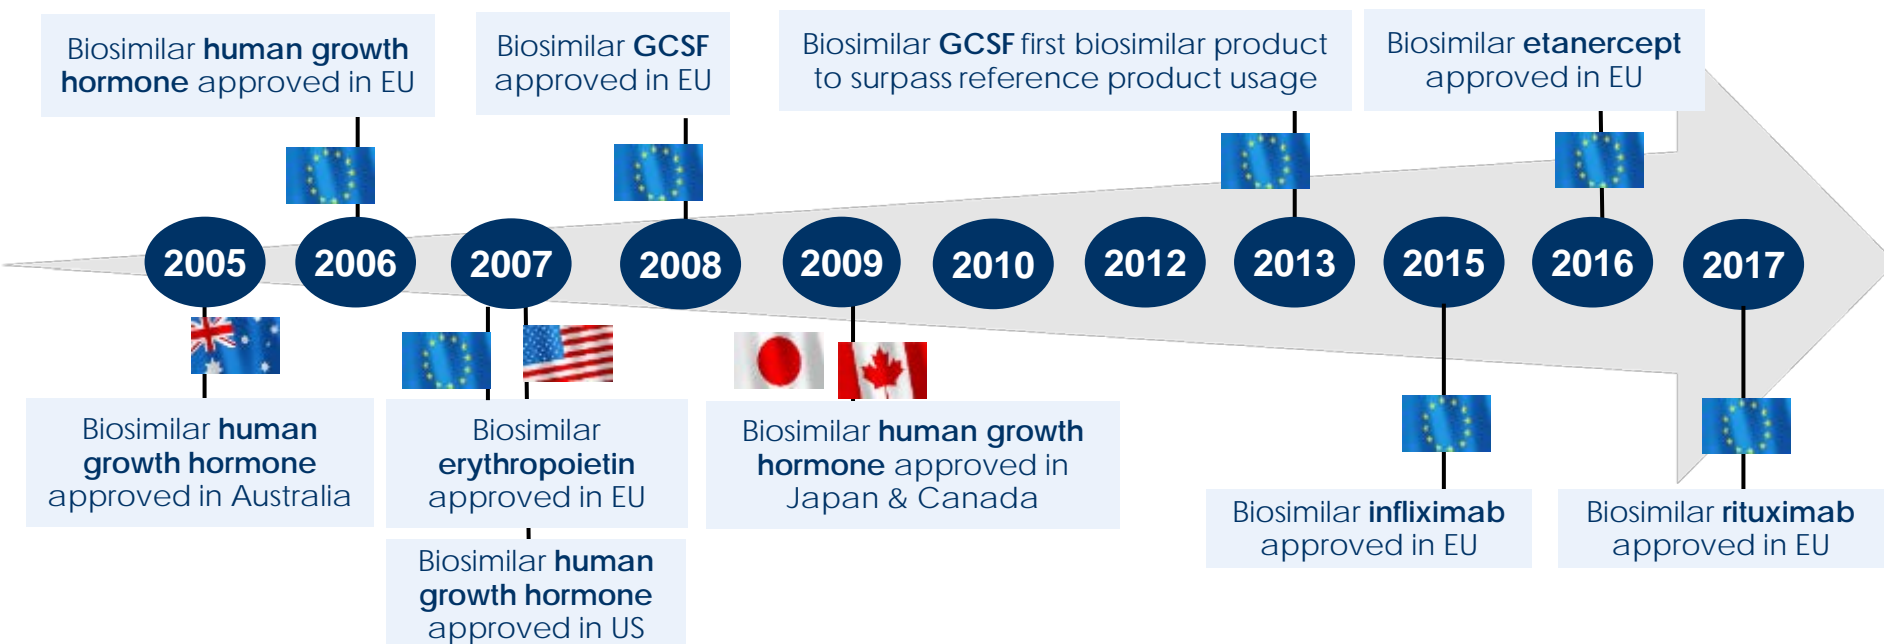 Biosimilar human growth
hormone approved in EU
Biosimilar GCSF
approved in EU
Biosimilar GCSF first biosimilar product
to surpass reference product usage
Biosimilar etanercept
approved in EU
2005
2006
2007
2008
2009
2010
2012
2013
2015
2016
2017
Biosimilar human
growth hormone
approved in Australia
Biosimilar
erythropoietin
approved in EU
Biosimilar human
growth hormone
approved in US
Biosimilar human growth
hormone approved in
Japan & Canada
Biosimilar infliximab
approved in EU
Biosimilar rituximab
approved in EU